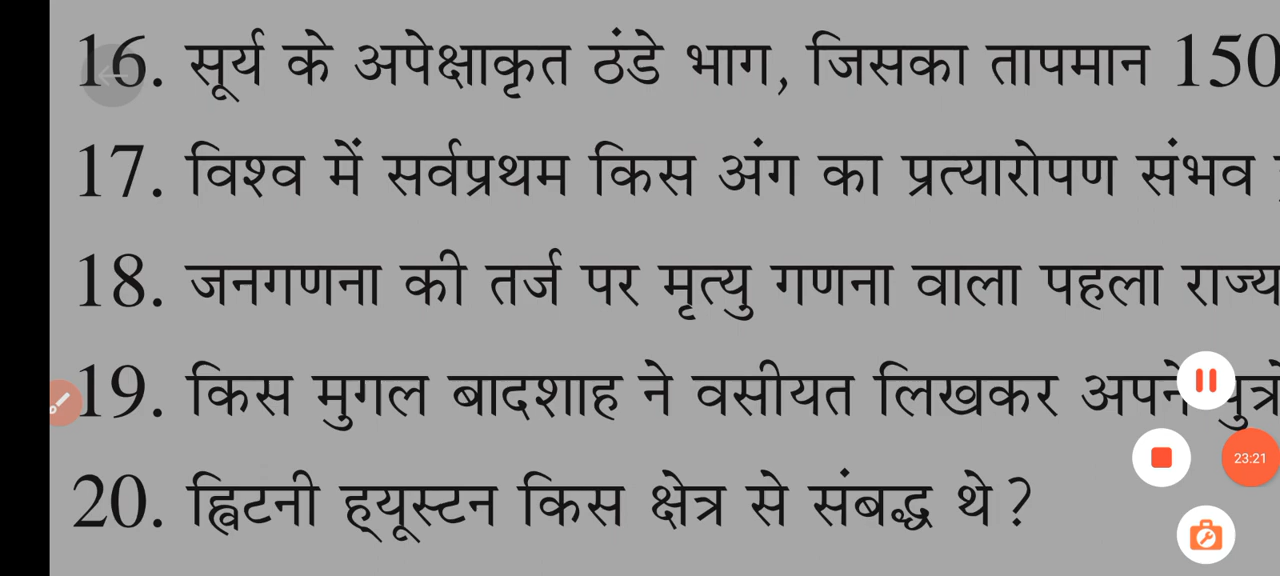 16. सूर्य के अपेक्षाकृत ठंडे भाग, जिसका तापमान 150
17. विश्व में सर्वप्रथम किस अंग का प्रत्यारोपण संभव
18. जनगणना की तर्ज पर मृत्यु गणना वाला पहला राज्य
19. किस मुगल बादशाह ने वसीयत लिखकर अपने पुत्रों
23:21
20. ह्विटनी ह्यूस्टन किस क्षेत्र से संबद्ध थे ?